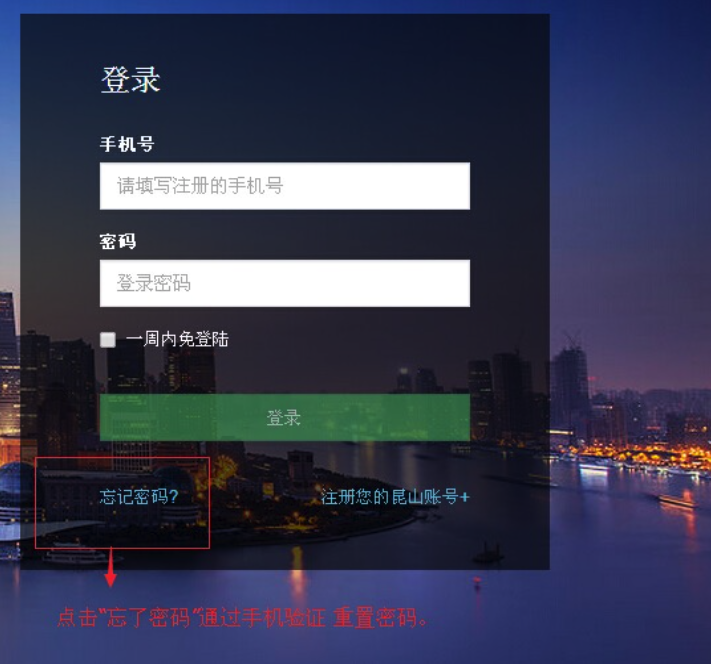 登录
手机号
请填写注册的手机号
密码
登录密码
一周内免登陆
登录
忘记密码? 注册您的昆山账号+
点击"忘了密码"通过手机验证 重置密码。